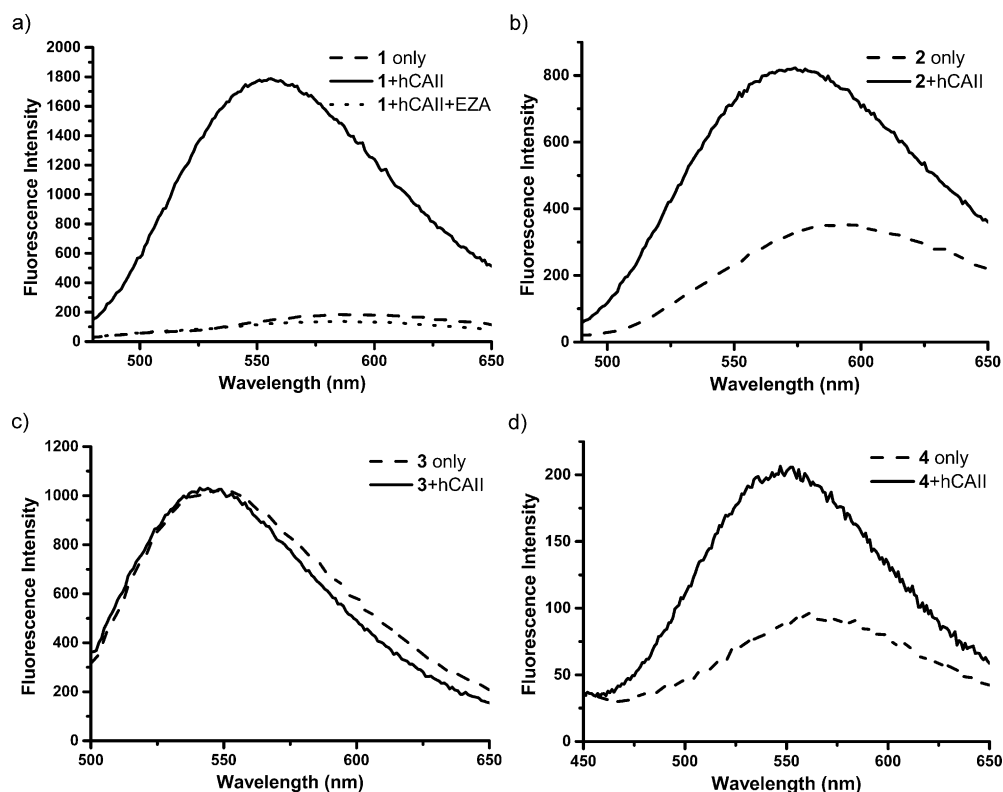 a)
1 only
1+hCAII
1+hCAII+EZA
Fluorescence Intensity
2000
1800
1600
1400
1200
1000
800
600
400
200
0
500
550
600
650
Wavelength (nm)
b)
2 only
2+hCAII
Fluorescence Intensity
800
600
400
200
0
500
550
600
650
Wavelength (nm)
c)
3 only
3+hCAII
Fluorescence Intensity
1200
1000
800
600
400
200
0
500
550
600
650
Wavelength (nm)
d)
4 only
4+hCAII
Fluorescence Intensity
200
150
100
50
0
450
500
550
600
650
Wavelength (nm)